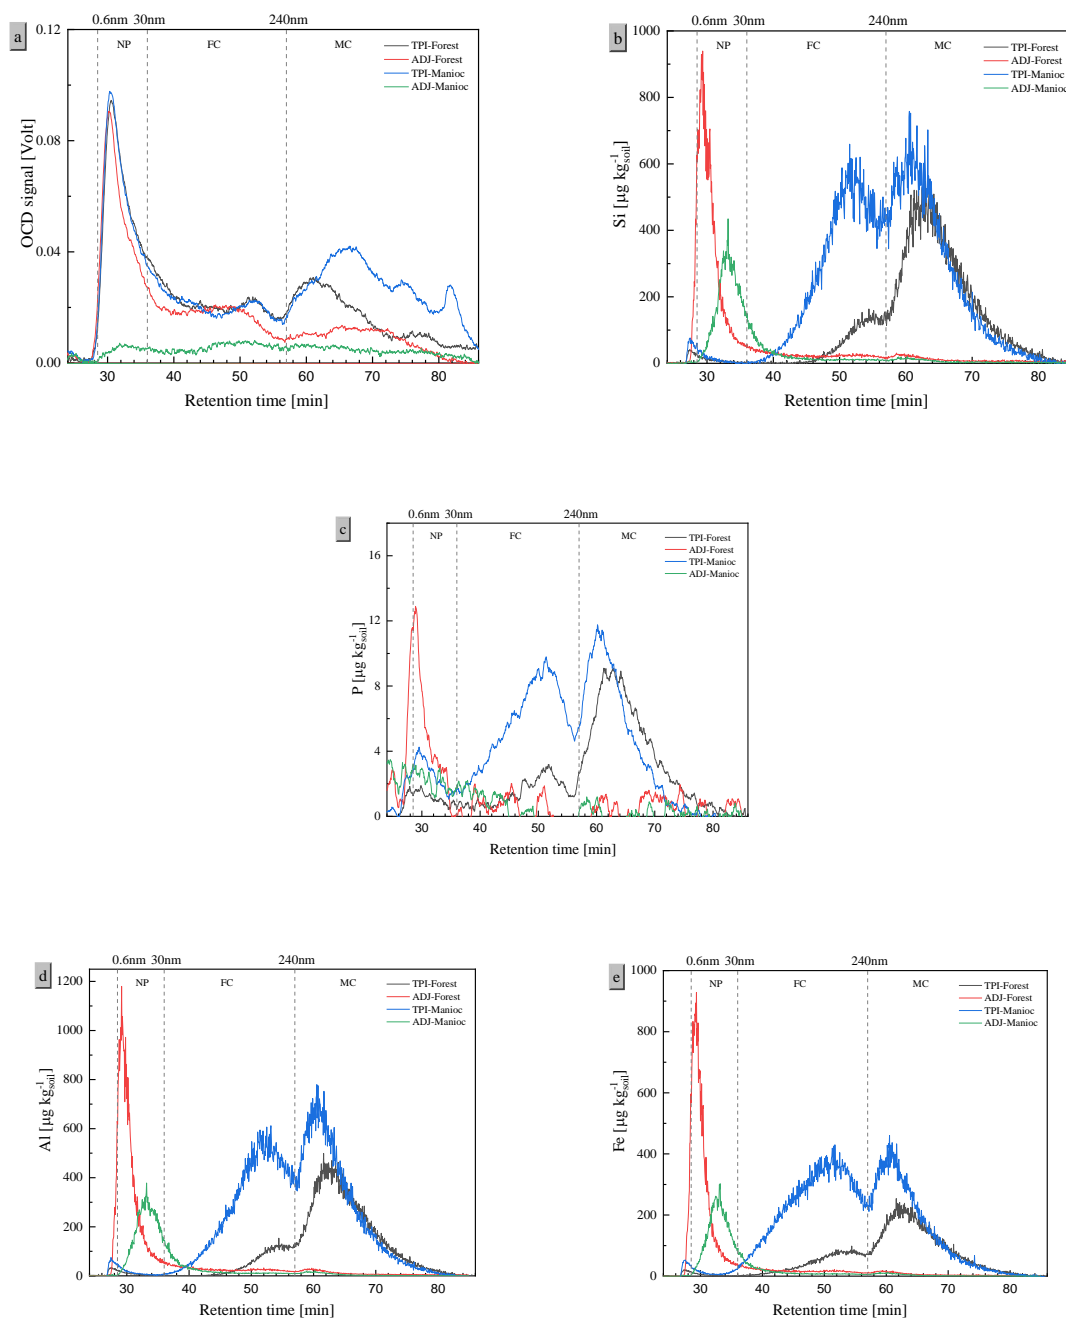 0.6nm 30nm 240nm
a
NP FC MC
TPI-Forest
ADJ-Forest
TPI-Manioc
ADJ-Manioc
0.12
0.08
0.04
0.00
OCD signal [Volt]
30 40 50 60 70 80
Retention time [min]
0.6nm 30nm 240nm
b
NP FC MC
TPI-Forest
ADJ-Forest
TPI-Manioc
ADJ-Manioc
1000
800
600
400
200
0
Si [µg kg⁻¹soil]
30 40 50 60 70 80
Retention time [min]
0.6nm 30nm 240nm
c
NP FC MC
TPI-Forest
ADJ-Forest
TPI-Manioc
ADJ-Manioc
16
12
8
4
0
P [µg kg⁻¹soil]
30 40 50 60 70 80
Retention time [min]
0.6nm 30nm 240nm
d
NP FC MC
TPI-Forest
ADJ-Forest
TPI-Manioc
ADJ-Manioc
1200
1000
800
600
400
200
0
Al [µg kg⁻¹soil]
30 40 50 60 70 80
Retention time [min]
0.6nm 30nm 240nm
e
NP FC MC
TPI-Forest
ADJ-Forest
TPI-Manioc
ADJ-Manioc
1000
800
600
400
200
0
Fe [µg kg⁻¹soil]
30 40 50 60 70 80
Retention time [min]